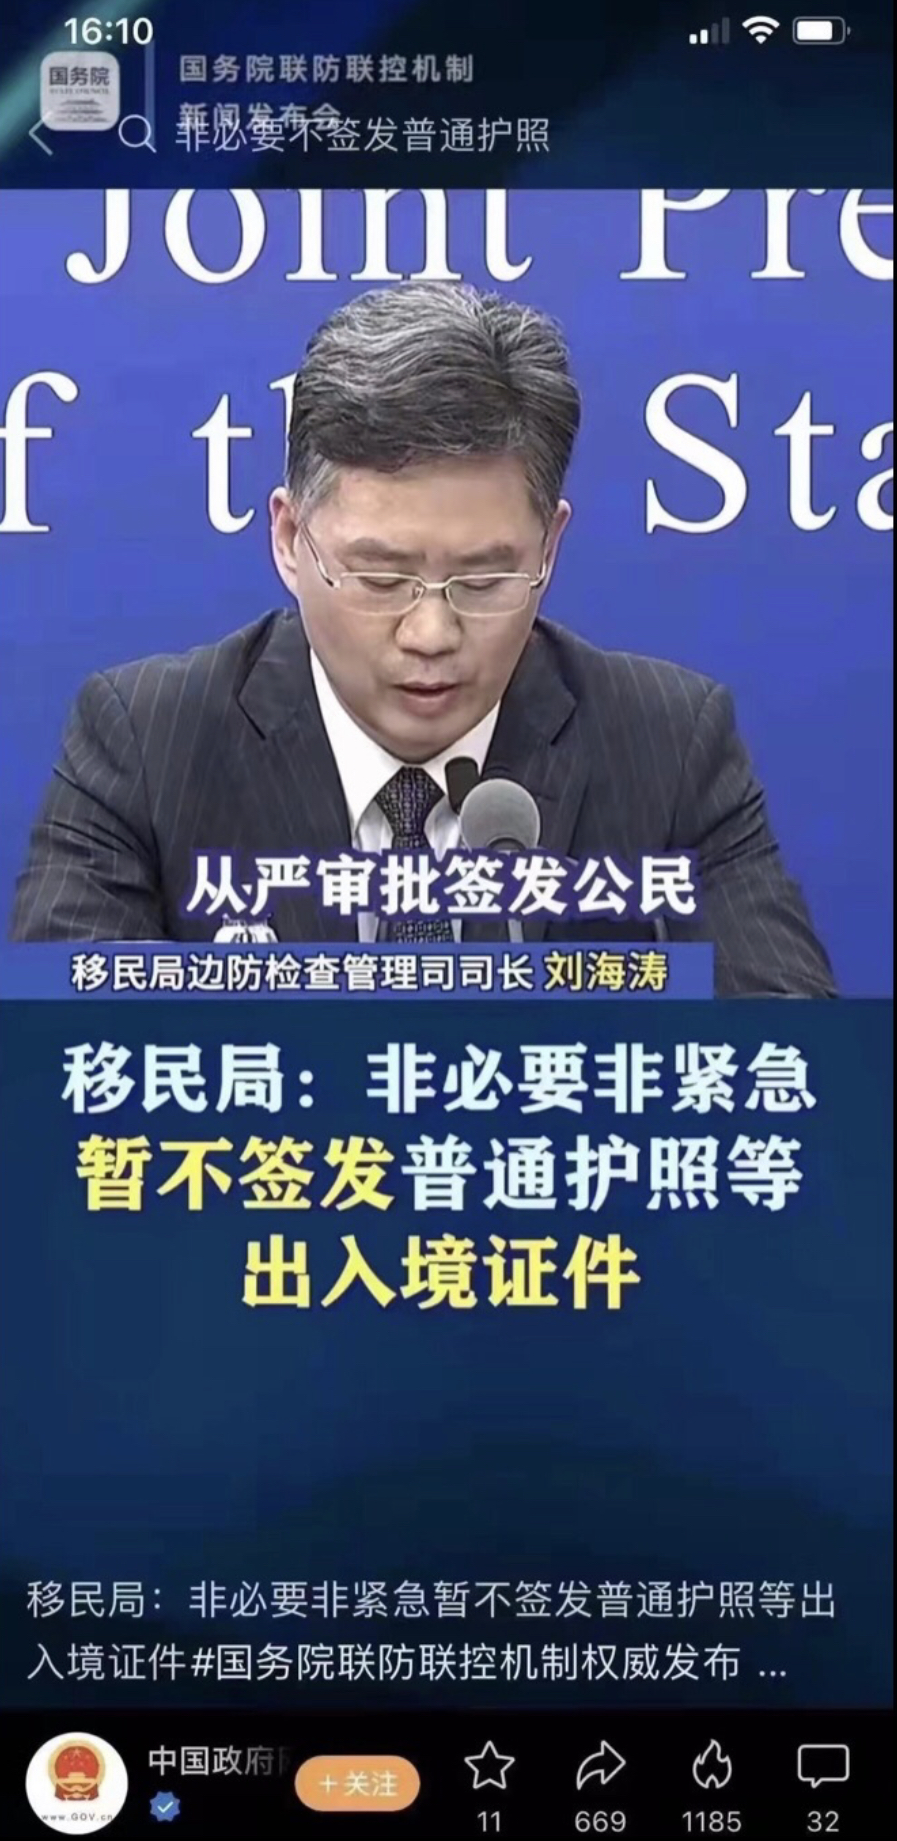 16:10
国务院
STATE COUNCIL
国务院联防联控机制
新闻发布会
非必要不签发普通护照
Joint Pre
f t Sta
从严审批签发公民
移民局边防检查管理司司长 刘海涛
移民局：非必要非紧急
暂不签发普通护照等
出入境证件
移民局：非必要非紧急暂不签发普通护照等出
入境证件#国务院联防联控机制权威发布 ...
中国政府
www.GOV.cn
+关注
11
669
1185
32